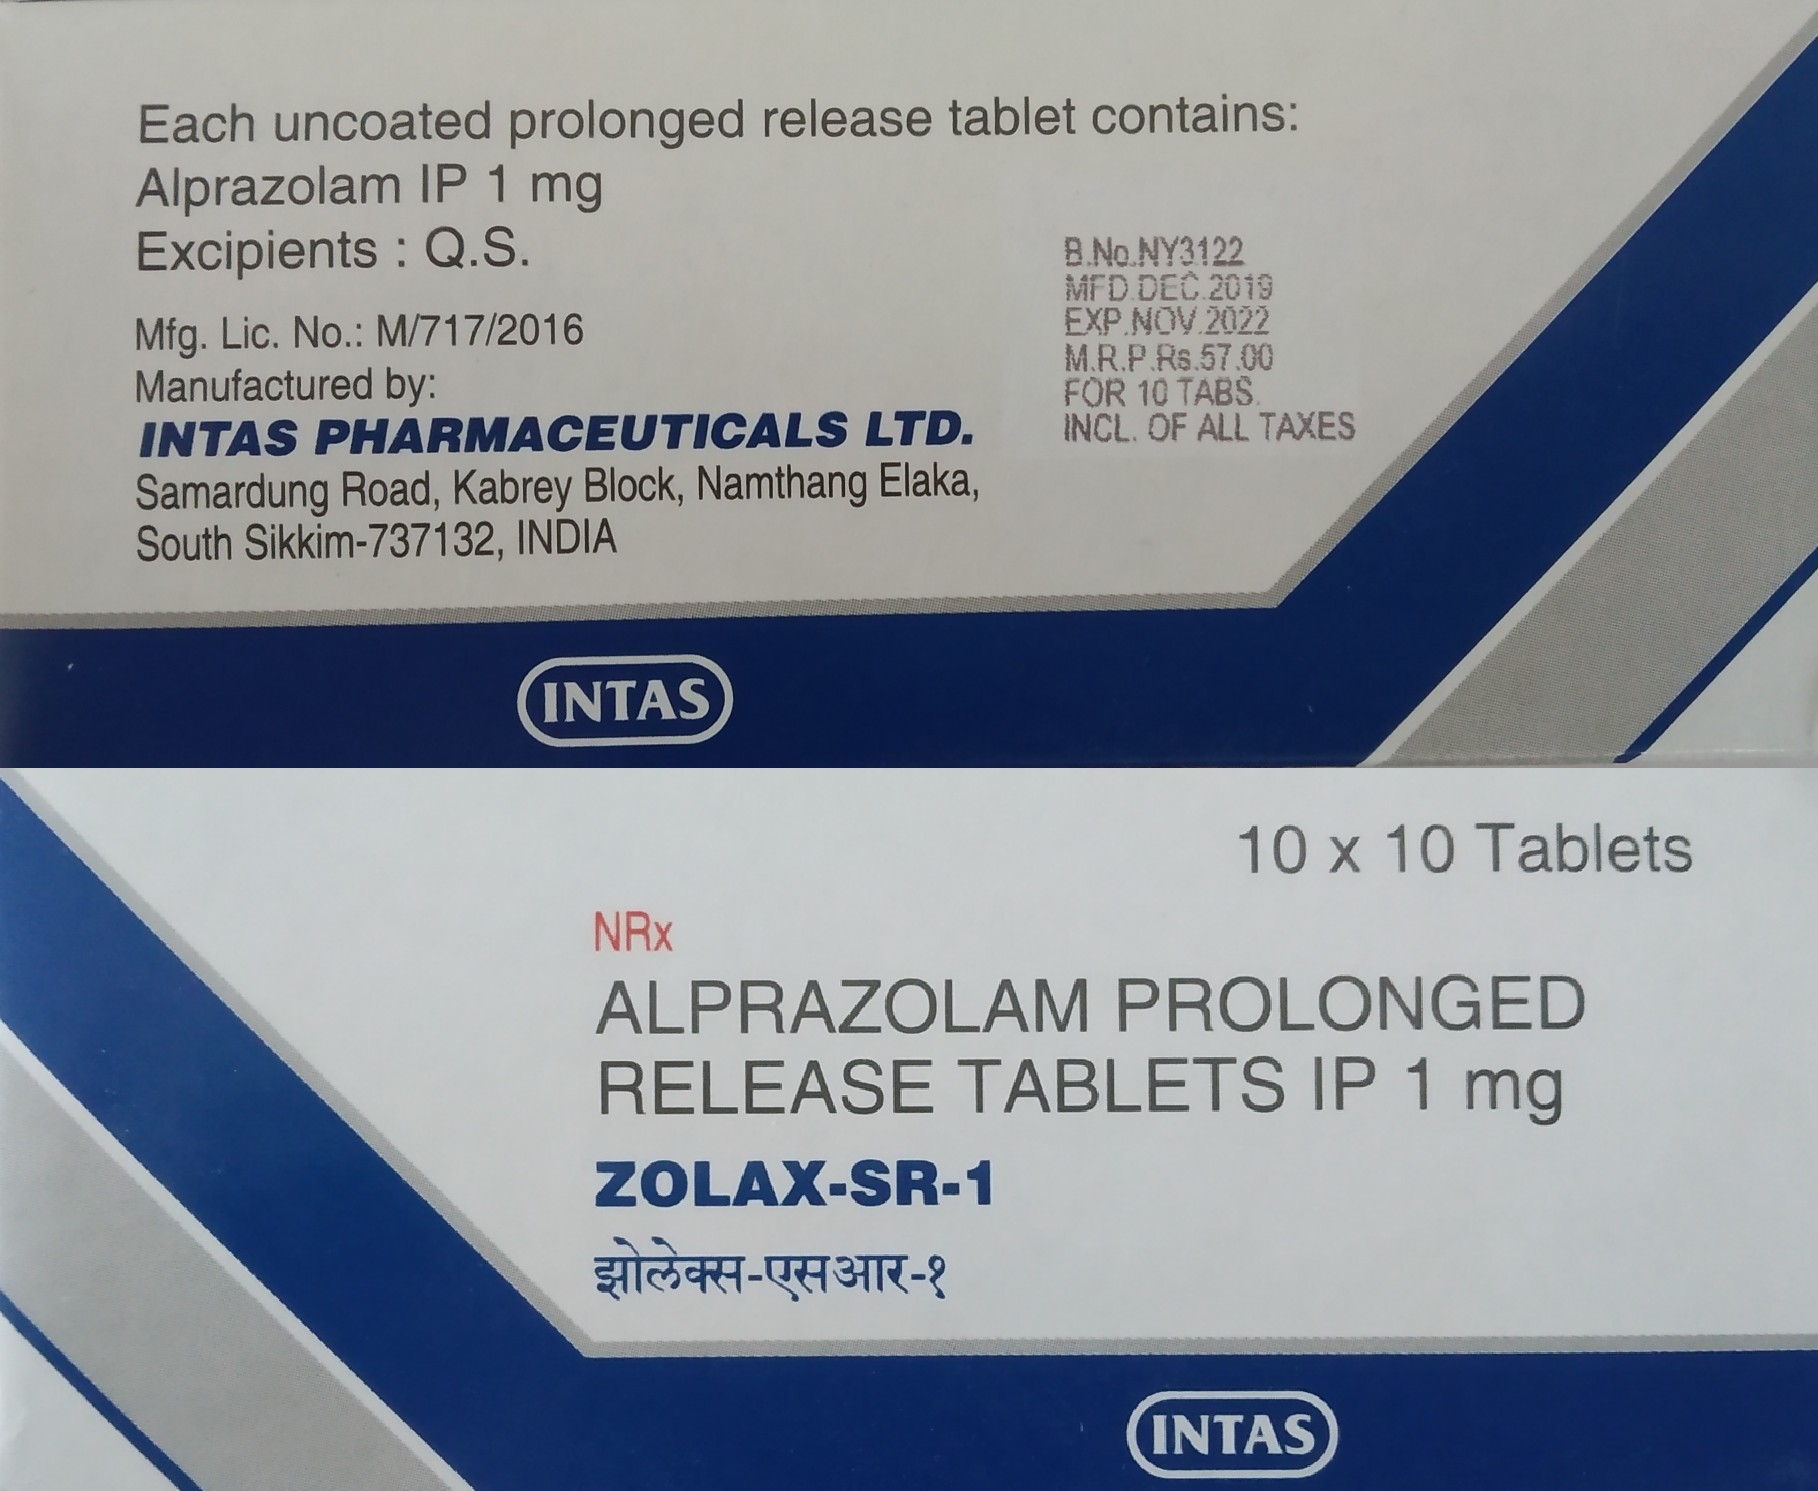 Each uncoated prolonged release tablet contains:
Alprazolam IP 1 mg
Excipients : Q.S.
Mfg. Lic. No.: M/717/2016
Manufactured by:
INTAS PHARMACEUTICALS LTD.
Samardung Road, Kabrey Block, Namthang Elaka,
South Sikkim-737132, INDIA
B.No.NY3122
MFD.DEC.2019
EXP.NOV.2022
M.R.P.Rs.57.00
FOR 10 TABS.
INCL. OF ALL TAXES
INTAS
10 x 10 Tablets
NRx
ALPRAZOLAM PROLONGED
RELEASE TABLETS IP 1 mg
ZOLAX-SR-1
झोलेक्स-एसआर-१
INTAS